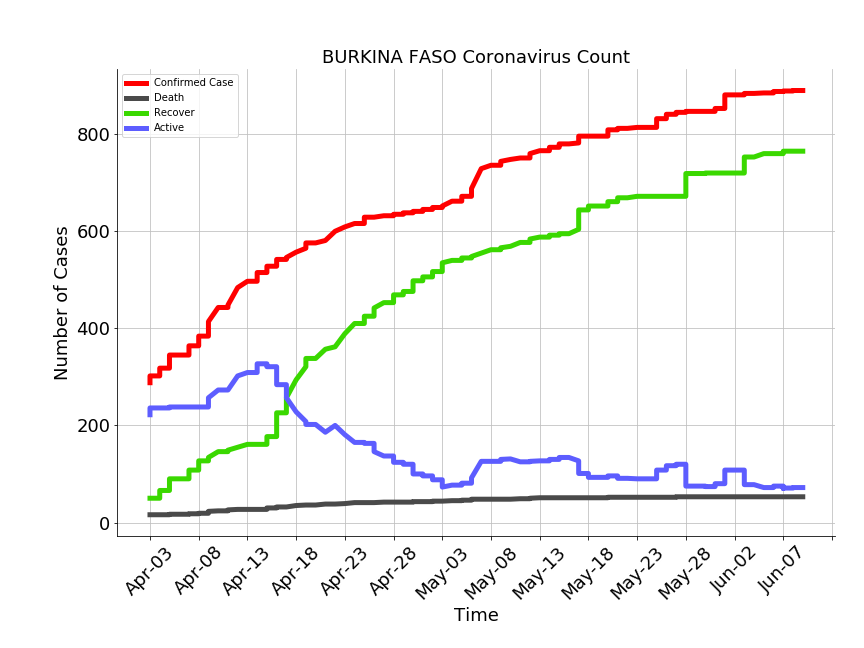 BURKINA FASO Coronavirus Count
Confirmed Case
Death
Recover
Active
Number of Cases
800
600
400
200
0
Apr-03
Apr-08
Apr-13
Apr-18
Apr-23
Apr-28
May-03
May-08
May-13
May-18
May-23
May-28
Jun-02
Jun-07
Time